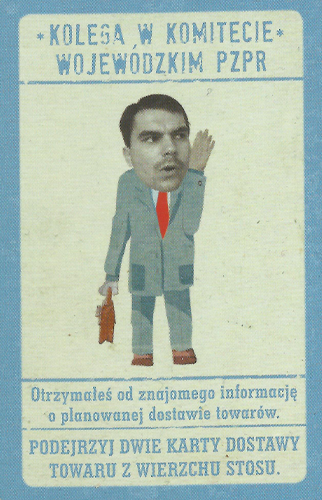 *KOLEGA W KOMITECIE*
WOJEWÓDZKIM PZPR
Otrzymałeś od znajomego informację
o planowanej dostawie towarów.
PODEJRZYJ DWIE KARTY DOSTAWY
TOWARU Z WIERZCHU STOSU.